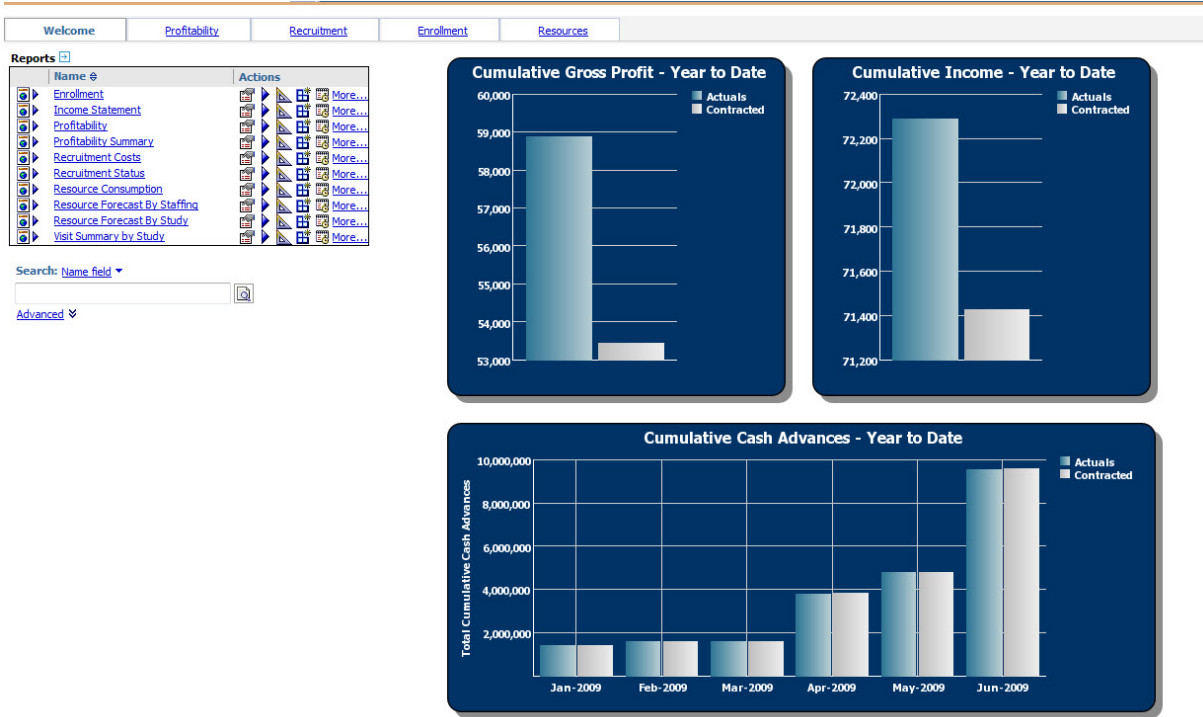 Welcome Profitability Recruitment Enrollment Resources
Reports
Name Actions
Enrollment More...
Income Statement More...
Profitability More...
Profitability Summary More...
Recruitment Costs More...
Recruitment Status More...
Resource Consumption More...
Resource Forecast By Staffing More...
Resource Forecast By Study More...
Visit Summary by Study More...
Search: Name field
Advanced
Cumulative Gross Profit - Year to Date
Actuals
Contracted
60,000
59,000
58,000
57,000
56,000
55,000
54,000
53,000
Cumulative Income - Year to Date
Actuals
Contracted
72,400
72,200
72,000
71,800
71,600
71,400
71,200
Cumulative Cash Advances - Year to Date
Actuals
Contracted
Total Cumulative Cash Advances
10,000,000
8,000,000
6,000,000
4,000,000
2,000,000
Jan-2009 Feb-2009 Mar-2009 Apr-2009 May-2009 Jun-2009